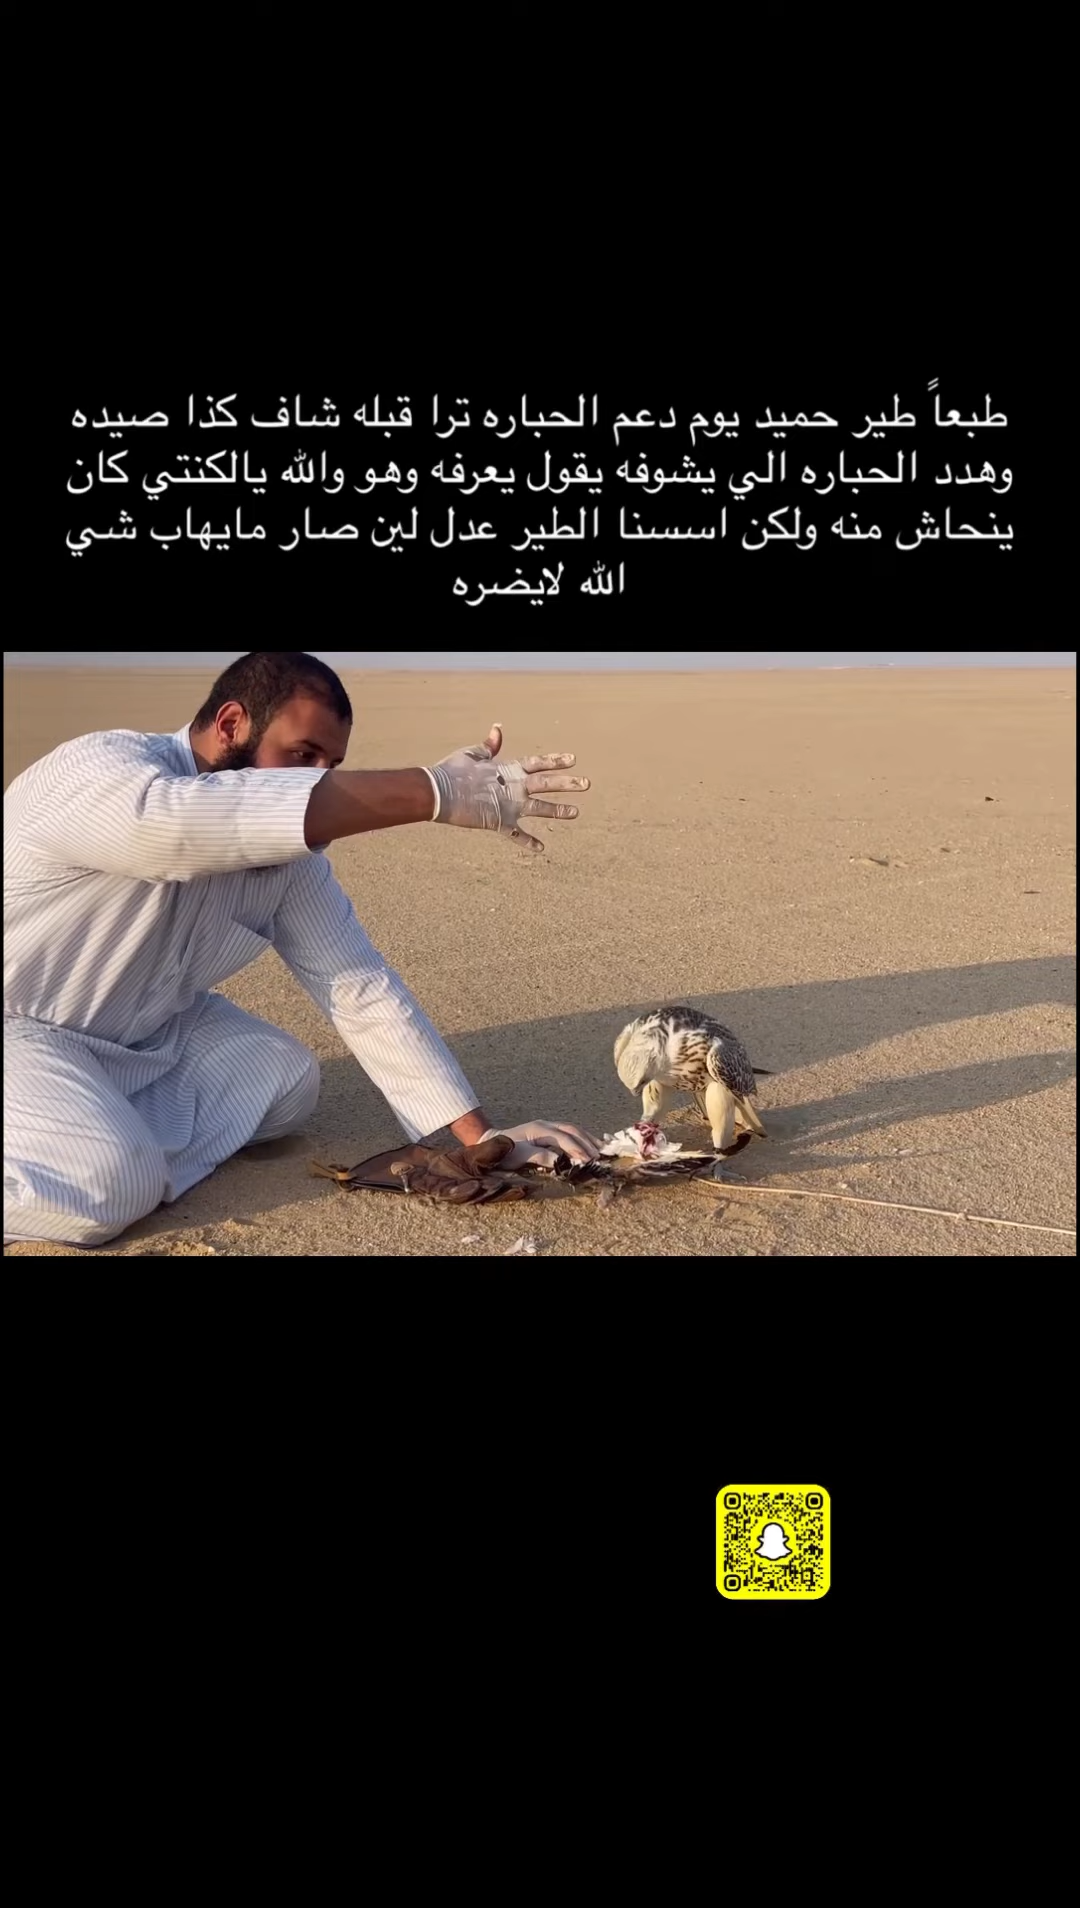 طبعاً طير حميد يوم دعم الحباره ترا قبله شاف كذا صيده
وهدد الحباره الي يشوفه يقول يعرفه وهو والله يالكنتي كان
ينحاش منه ولكن اسسنا الطير عدل لين صار مايهاب شي
الله لايضره